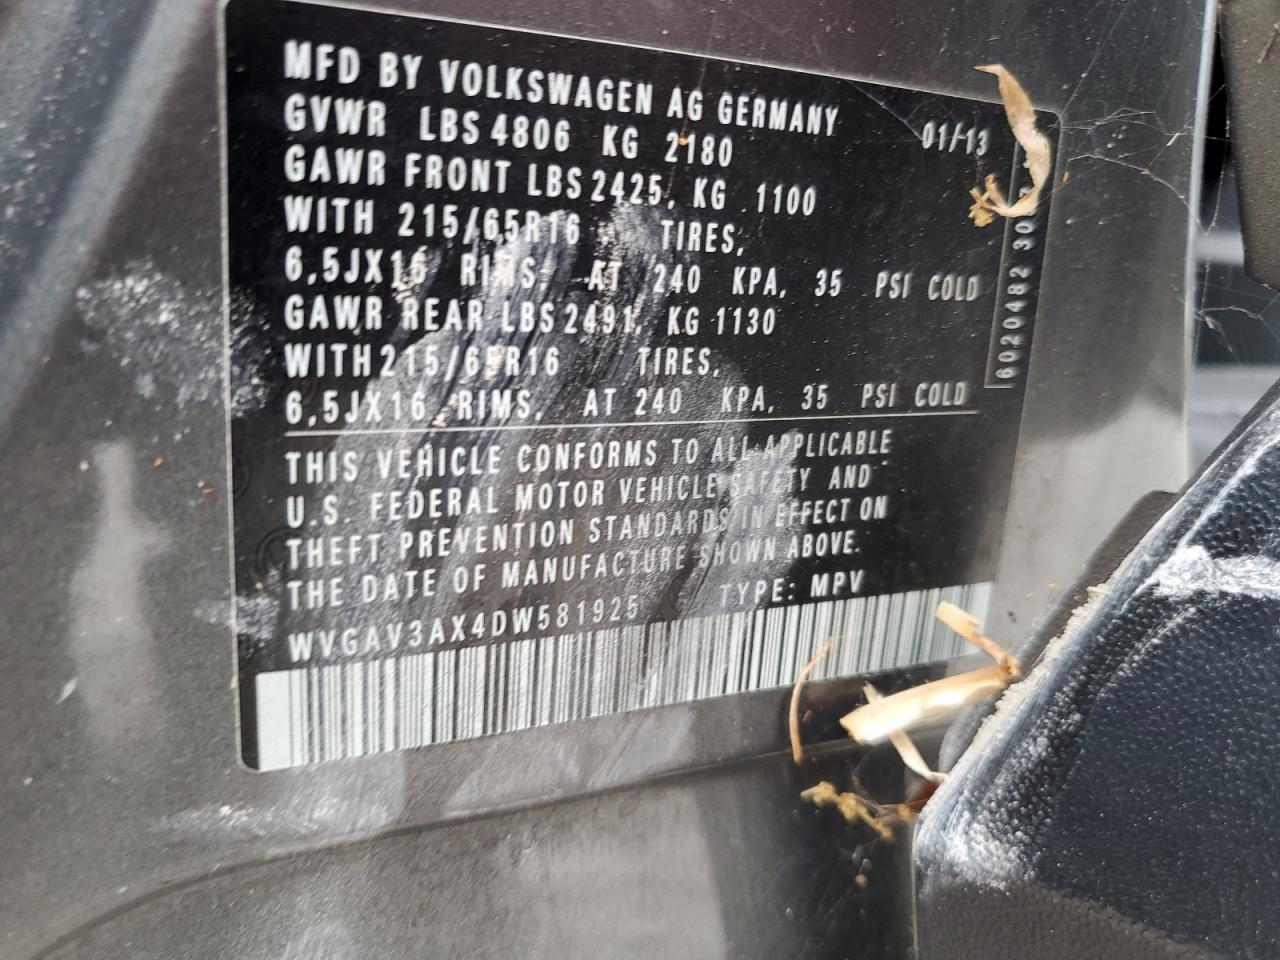 MFD BY VOLKSWAGEN AG GERMANY
01/13
GVWR LBS 4806 KG 2180
GAWR FRONT LBS 2425, KG 1100
WITH 215/65R16 TIRES,
6,5JX16 RIMS, AT 240 KPA, 35 PSI COLD
GAWR REAR LBS 2491, KG 1130
WITH 215/65R16 TIRES,
6,5JX16 RIMS, AT 240 KPA, 35 PSI COLD
THIS VEHICLE CONFORMS TO ALL APPLICABLE
U.S. FEDERAL MOTOR VEHICLE SAFETY AND
THEFT PREVENTION STANDARDS IN EFFECT ON
THE DATE OF MANUFACTURE SHOWN ABOVE.
WVGAV3AX4DW581925 TYPE: MPV
6020482